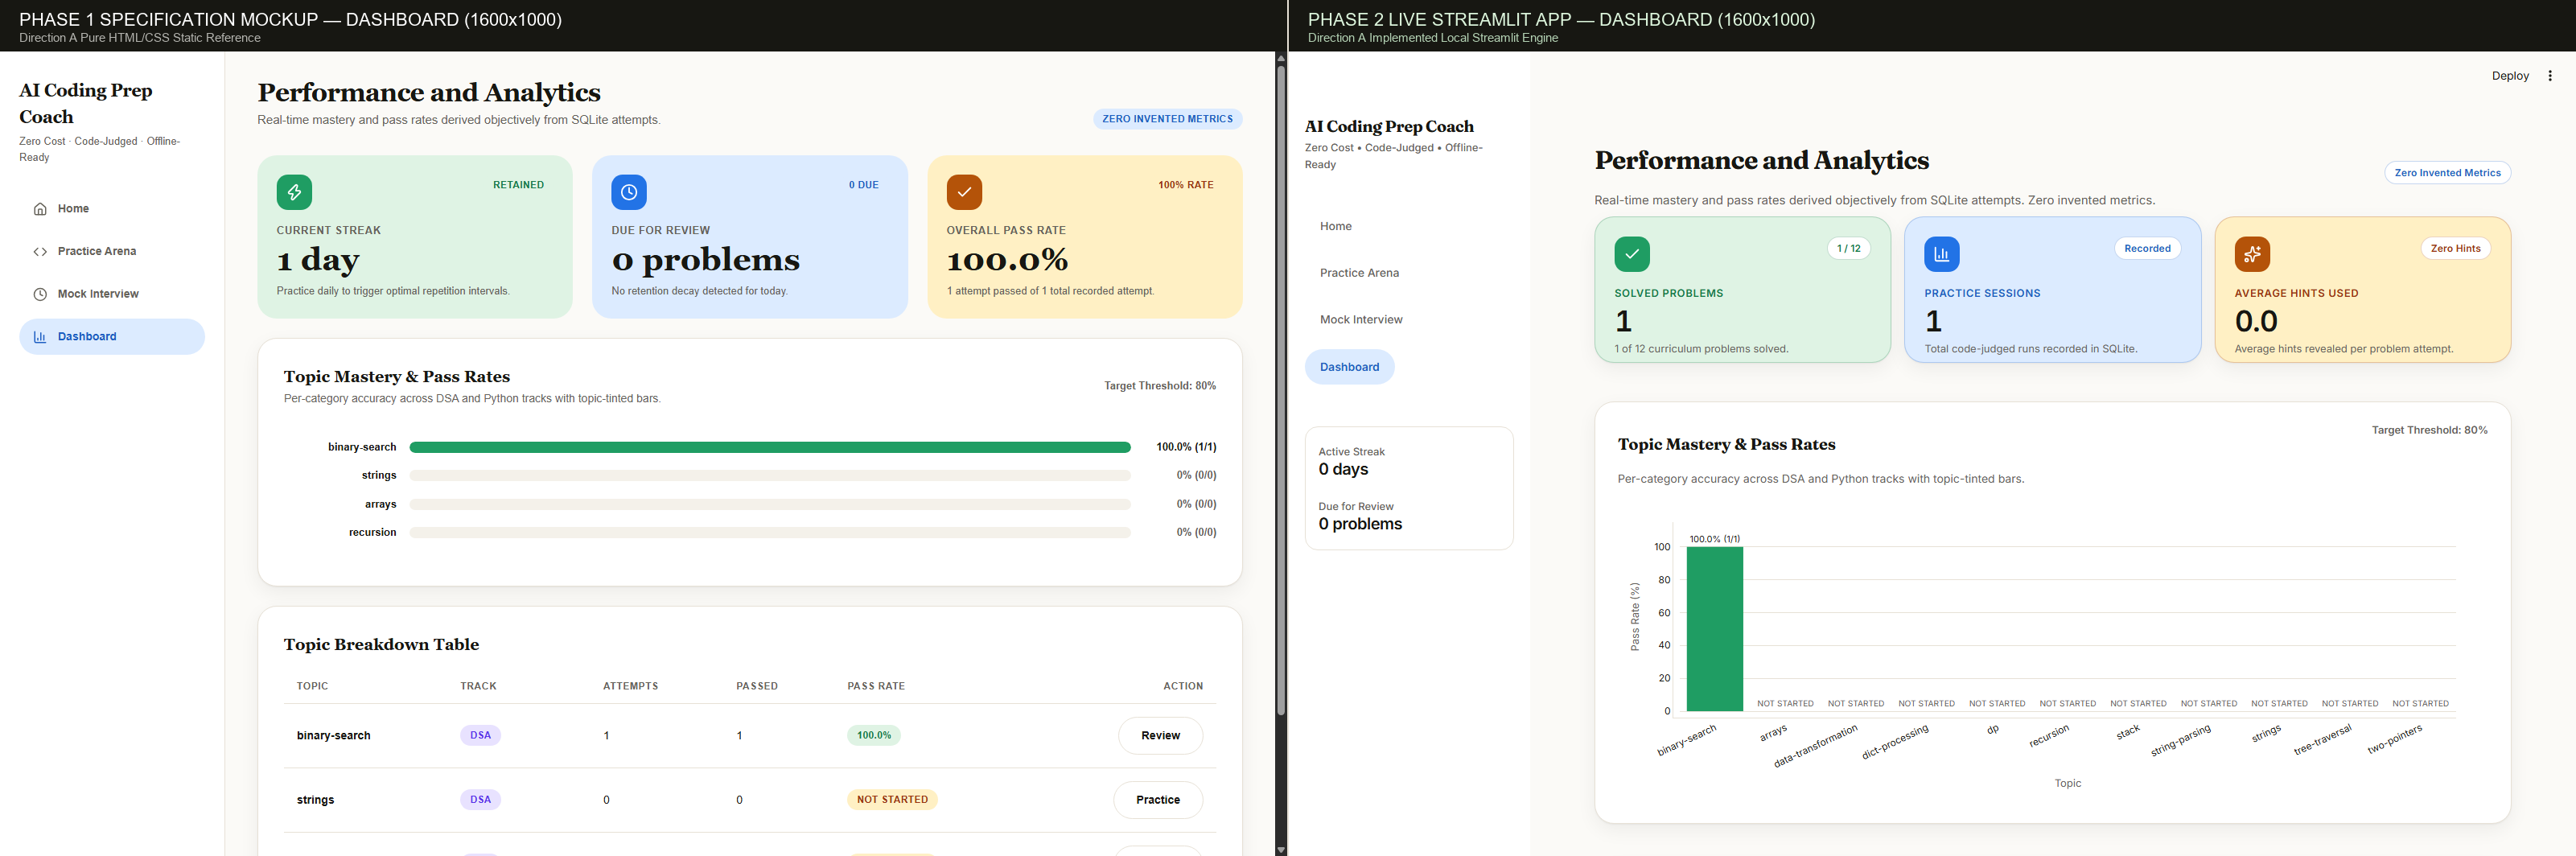 PHASE 1 SPECIFICATION MOCKUP — DASHBOARD (1600x1000)
Direction A Pure HTML/CSS Static Reference
AI Coding Prep
Coach
Zero Cost · Code-Judged · Offline-
Ready
Home
Practice Arena
Mock Interview
Dashboard
Performance and Analytics
Real-time mastery and pass rates derived objectively from SQLite attempts.
ZERO INVENTED METRICS
RETAINED
CURRENT STREAK
1 day
Practice daily to trigger optimal repetition intervals.
0 DUE
DUE FOR REVIEW
0 problems
No retention decay detected for today.
100% RATE
OVERALL PASS RATE
100.0%
1 attempt passed of 1 total recorded attempt.
Topic Mastery & Pass Rates
Target Threshold: 80%
Per-category accuracy across DSA and Python tracks with topic-tinted bars.
binary-search 100.0% (1/1)
strings 0% (0/0)
arrays 0% (0/0)
recursion 0% (0/0)
Topic Breakdown Table
TOPIC TRACK ATTEMPTS PASSED PASS RATE ACTION
binary-search DSA 1 1 100.0% Review
strings DSA 0 0 NOT STARTED Practice
PHASE 2 LIVE STREAMLIT APP — DASHBOARD (1600x1000)
Direction A Implemented Local Streamlit Engine
Deploy
AI Coding Prep Coach
Zero Cost • Code-Judged • Offline-
Ready
Home
Practice Arena
Mock Interview
Dashboard
Active Streak
0 days
Due for Review
0 problems
Performance and Analytics
Zero Invented Metrics
Real-time mastery and pass rates derived objectively from SQLite attempts. Zero invented metrics.
1 / 12
SOLVED PROBLEMS
1
1 of 12 curriculum problems solved.
Recorded
PRACTICE SESSIONS
1
Total code-judged runs recorded in SQLite.
Zero Hints
AVERAGE HINTS USED
0.0
Average hints revealed per problem attempt.
Target Threshold: 80%
Topic Mastery & Pass Rates
Per-category accuracy across DSA and Python tracks with topic-tinted bars.
Pass Rate (%)
100
80
60
40
20
0
100.0% (1/1)
NOT STARTED NOT STARTED NOT STARTED NOT STARTED NOT STARTED NOT STARTED NOT STARTED NOT STARTED NOT STARTED NOT STARTED
binary-search arrays data-transformation dict-processing dp recursion stack string-parsing strings tree-traversal two-pointers
Topic